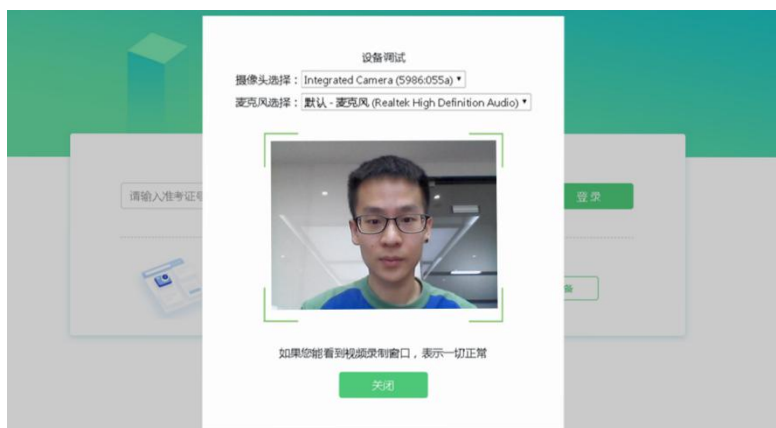 设备调试
摄像头选择：Integrated Camera (5986:055a)
麦克风选择：默认 - 麦克风 (Realtek High Definition Audio)
请输入准考证号
登录
备
如果您能看到视频录制窗口，表示一切正常
关闭